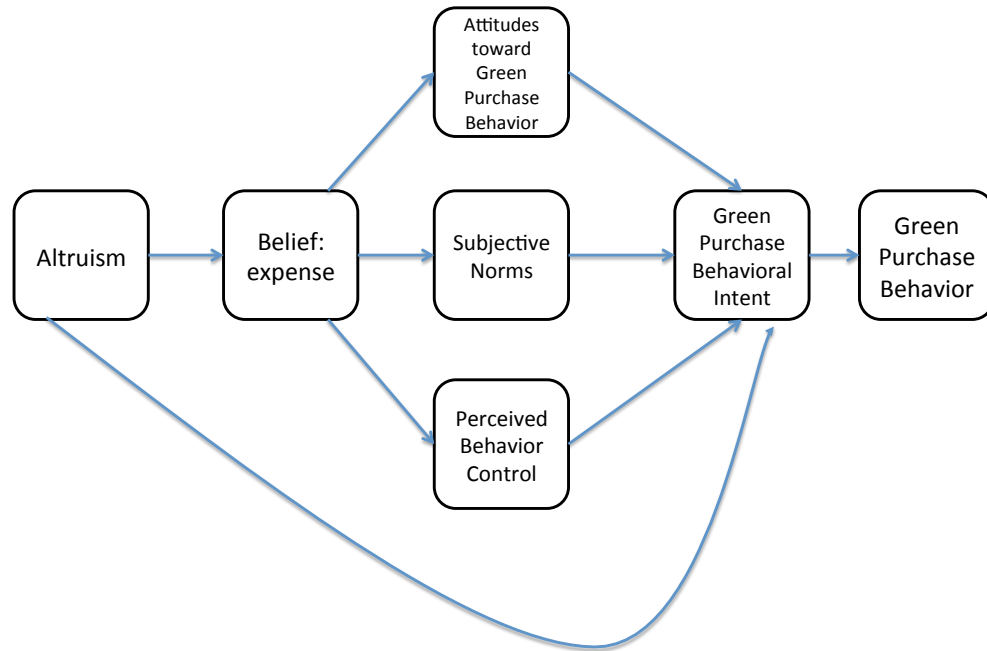 Attitudes
toward
Green
Purchase
Behavior
Altruism
Belief:
expense
Subjective
Norms
Green
Purchase
Behavioral
Intent
Green
Purchase
Behavior
Perceived
Behavior
Control